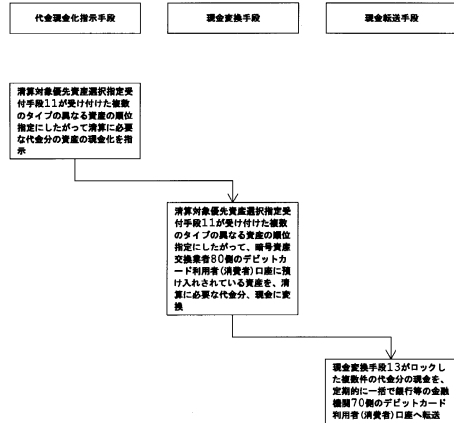 代金現金化指示手段
現金変換手段
現金転送手段
清算対象優先資産選択指定受
付手段11が受け付けた複数
のタイプの異なる資産の順位
指定にしたがって清算に必要
な代金分の資産の現金化を指
示
清算対象優先資産選択指定受
付手段11が受け付けた複数
のタイプの異なる資産の順位
指定にしたがって、暗号資産
交換業者80側のデビットカ
ード利用者(消費者)口座に預
け入れされている資産を、清
算に必要な代金分、現金に変
換
現金変換手段13がロックし
た複数件の代金分の現金を、
定期的に一括で銀行等の金融
機関70側のデビットカード
利用者(消費者)口座へ転送